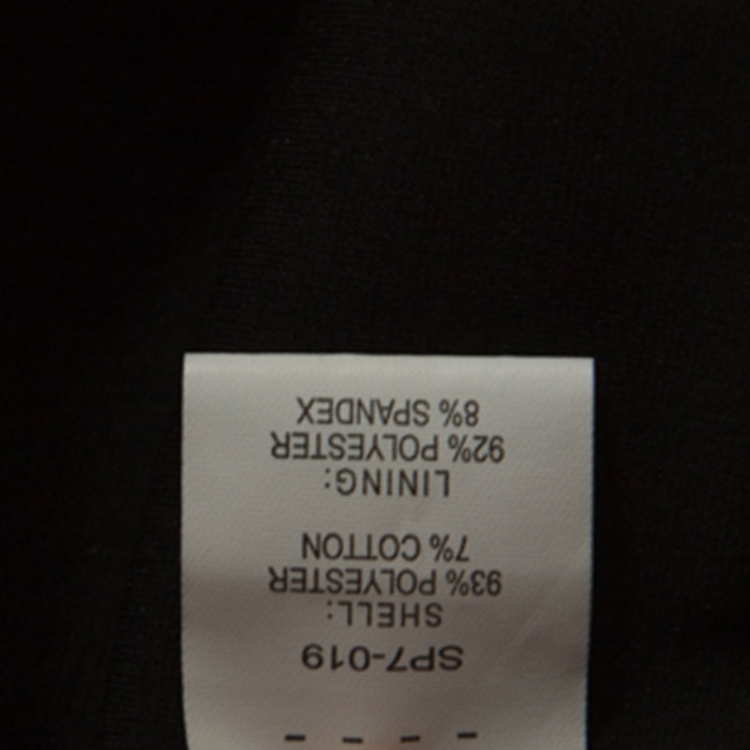 - - - -
SP7-019
SHELL:
93% POLYESTER
7% COTTON
LINING:
92% POLYESTER
8% SPANDEX